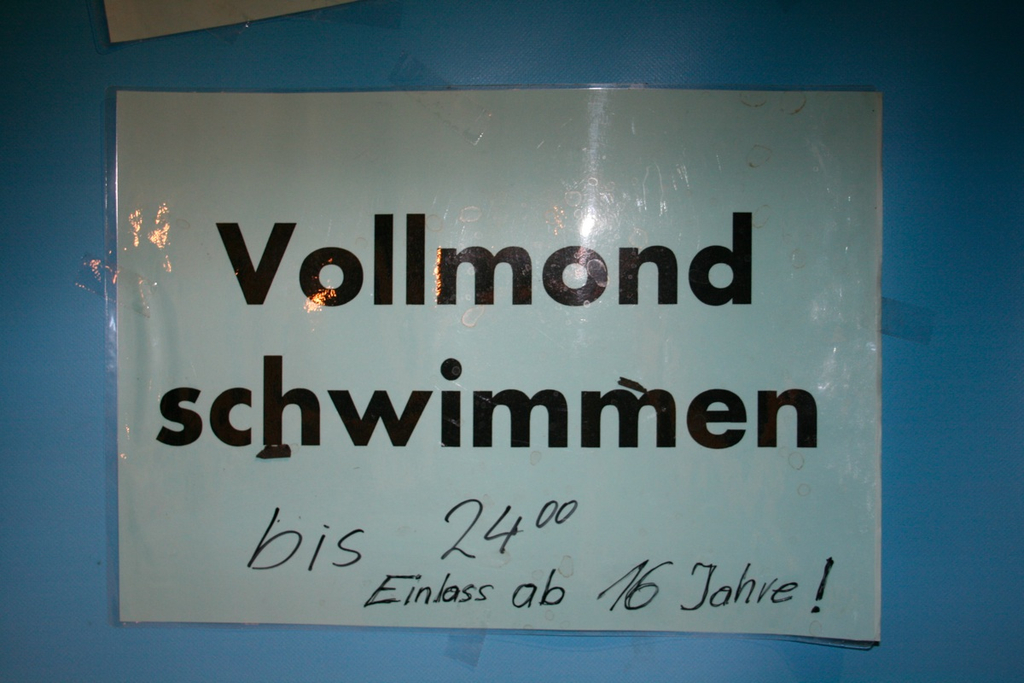 Vollmond
schwimmen
bis 24⁰⁰
Einlass ab 16 Jahre!